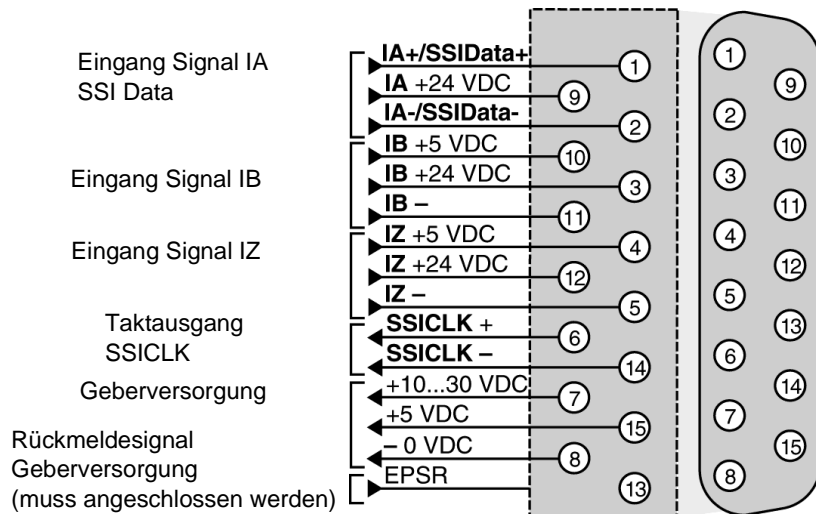 Eingang Signal IA
SSI Data
IA+/SSIData+
1
IA +24 VDC
9
IA-/SSIData-
2
Eingang Signal IB
IB +5 VDC
10
IB +24 VDC
3
IB –
11
Eingang Signal IZ
IZ +5 VDC
4
IZ +24 VDC
12
IZ –
5
Taktausgang
SSICLK
SSICLK +
6
SSICLK –
14
Geberversorgung
+10...30 VDC
7
+5 VDC
15
– 0 VDC
8
Rückmeldesignal
Geberversorgung
(muss angeschlossen werden)
EPSR
13
1
9
2
10
3
11
4
12
5
13
6
14
7
15
8